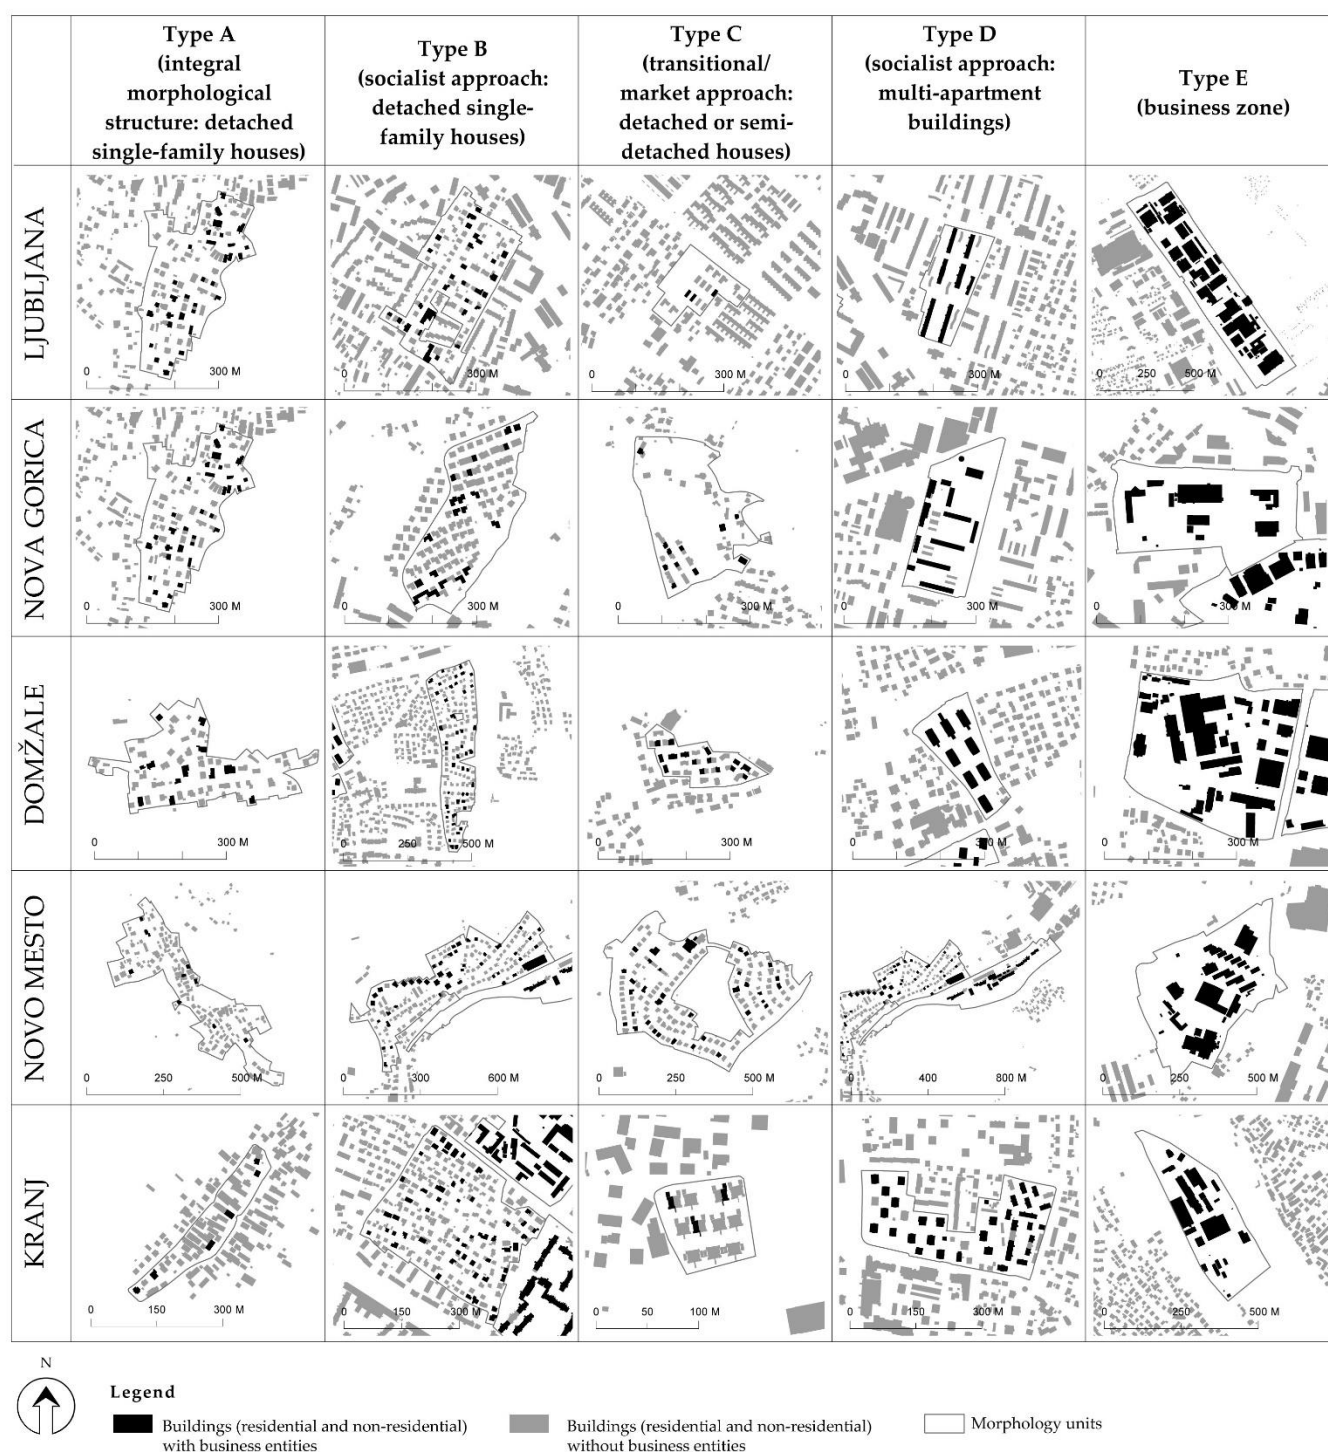 Type A
(integral
morphological
structure: detached
single-family houses)
Type B
(socialist approach:
detached single-
family houses)
Type C
(transitional/
market approach:
detached or semi-
detached houses)
Type D
(socialist approach:
multi-apartment
buildings)
Type E
(business zone)
LJUBLJANA
0 300 M
0 300 M
0 300 M
0 300 M
0 250 500 M
NOVA GORICA
0 300 M
0 300 M
0 300 M
0 300 M
0 300 M
DOMŽALE
0 300 M
0 250 500 M
0 300 M
0 300 M
0 300 M
NOVO MESTO
0 250 500 M
0 300 600 M
0 250 500 M
0 400 800 M
0 250 500 M
KRANJ
0 150 300 M
0 150 300 M
0 50 100 M
0 150 300 M
0 250 500 M
N
Legend
Buildings (residential and non-residential)
with business entities
Buildings (residential and non-residential)
without business entities
Morphology units